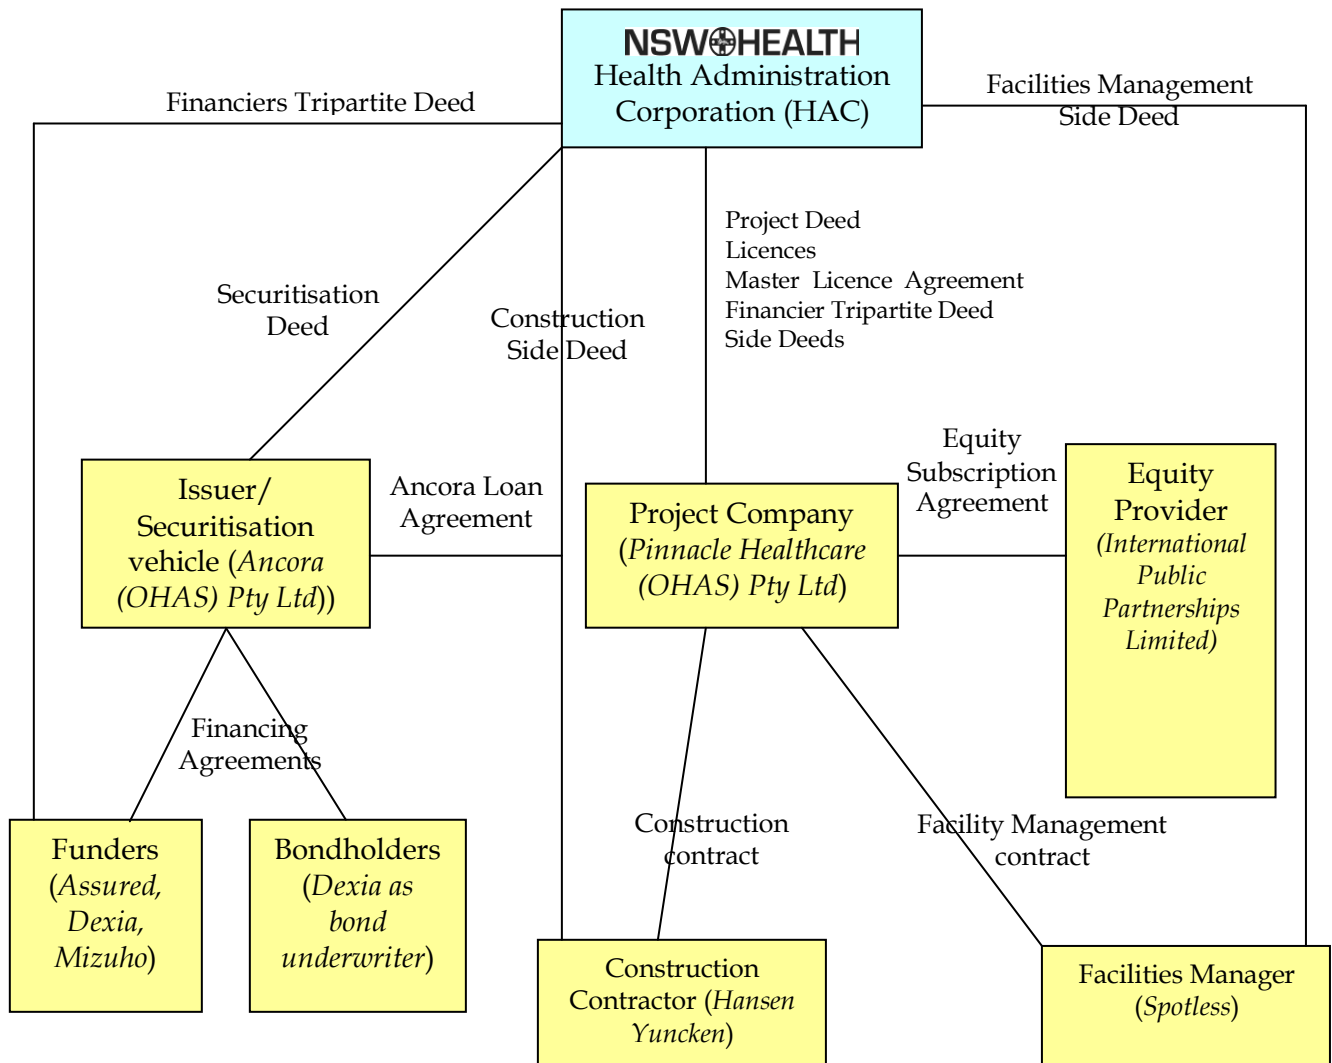 NSW HEALTH
Health Administration
Corporation (HAC)
Financiers Tripartite Deed
Facilities Management
Side Deed
Project Deed
Licences
Master Licence Agreement
Financier Tripartite Deed
Side Deeds
Securitisation
Deed
Construction
Side Deed
Issuer/
Securitisation
vehicle (Ancora
(OHAS) Pty Ltd))
Ancora Loan
Agreement
Project Company
(Pinnacle Healthcare
(OHAS) Pty Ltd)
Equity
Subscription
Agreement
Equity
Provider
(International
Public
Partnerships
Limited)
Financing
Agreements
Construction
contract
Facility Management
contract
Funders
(Assured,
Dexia,
Mizuho)
Bondholders
(Dexia as
bond
underwriter)
Construction
Contractor (Hansen
Yuncken)
Facilities Manager
(Spotless)